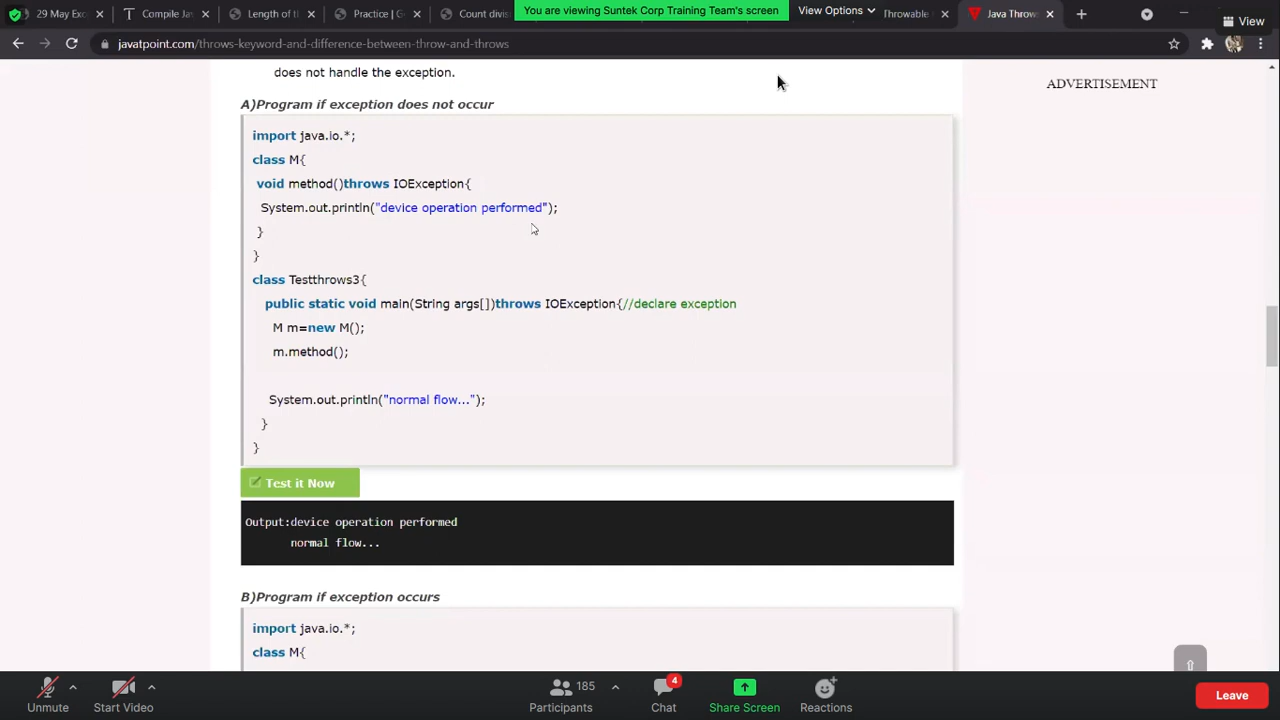 29 May Exc
Compile Jav
Length of t
Practice | G
Count divis
You are viewing Suntek Corp Training Team's screen
View Options
Throwable
Java Throws
View
javatpoint.com/throws-keyword-and-difference-between-throw-and-throws
does not handle the exception.
ADVERTISEMENT
A)Program if exception does not occur
import java.io.*;
class M{
void method()throws IOException{
System.out.println("device operation performed");
}
}
class Testthrows3{
public static void main(String args[])throws IOException{//declare exception
M m=new M();
m.method();
System.out.println("normal flow...");
}
}
Test it Now
Output:device operation performed
normal flow...
B)Program if exception occurs
import java.io.*;
class M{
Unmute
Start Video
185
Participants
4
Chat
Share Screen
Reactions
Leave